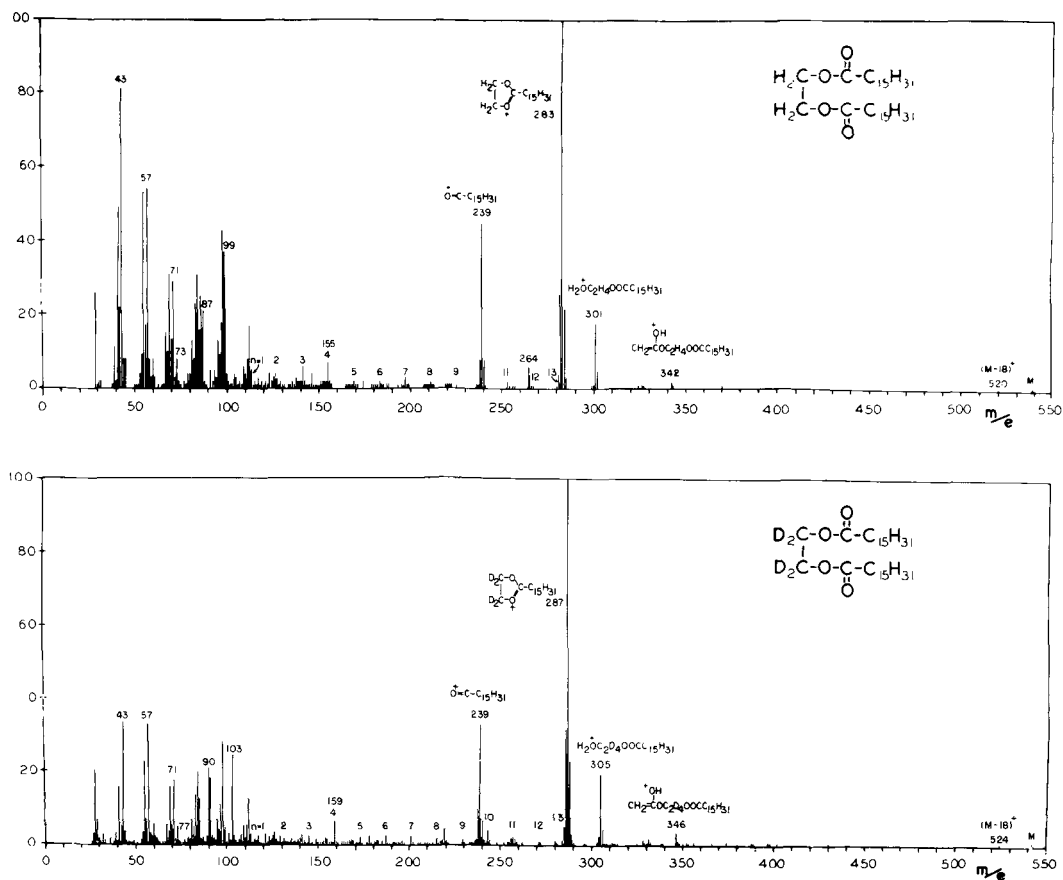 00
80
60
40
20
0
43
57
71
73
87
99
n=1
2
3
155
4
5
6
7
8
9
11
264
12
13
H₂C-O
C-C₁₅H₃₁
H₂C-O
+
283
+
O≡C-C₁₅H₃₁
239
H₂O⁺C₂H₄OOCC₁₅H₃₁
301
+
OH
CH₂=COC₂H₄OOCC₁₅H₃₁
342
O
H₂C-O-C-C₁₅H₃₁
H₂C-O-C-C₁₅H₃₁
O
(M-18)⁺
520
M
0 50 100 150 200 250 300 350 400 450 500 550
m/e
100
80
60
40
20
0
43
57
71
77
90
103
n=1
2
3
159
4
5
6
7
8
9
10
11
12
13
D₂C-O
C-C₁₅H₃₁
D₂C-O
+
287
+
O≡C-C₁₅H₃₁
239
H₂O⁺C₂D₄OOCC₁₅H₃₁
305
+
OH
CH₂=COC₂D₄OOCC₁₅H₃₁
346
O
D₂C-O-C-C₁₅H₃₁
D₂C-O-C-C₁₅H₃₁
O
(M-18)⁺
524
M
0 50 100 150 200 250 300 350 400 450 500 550
m/e